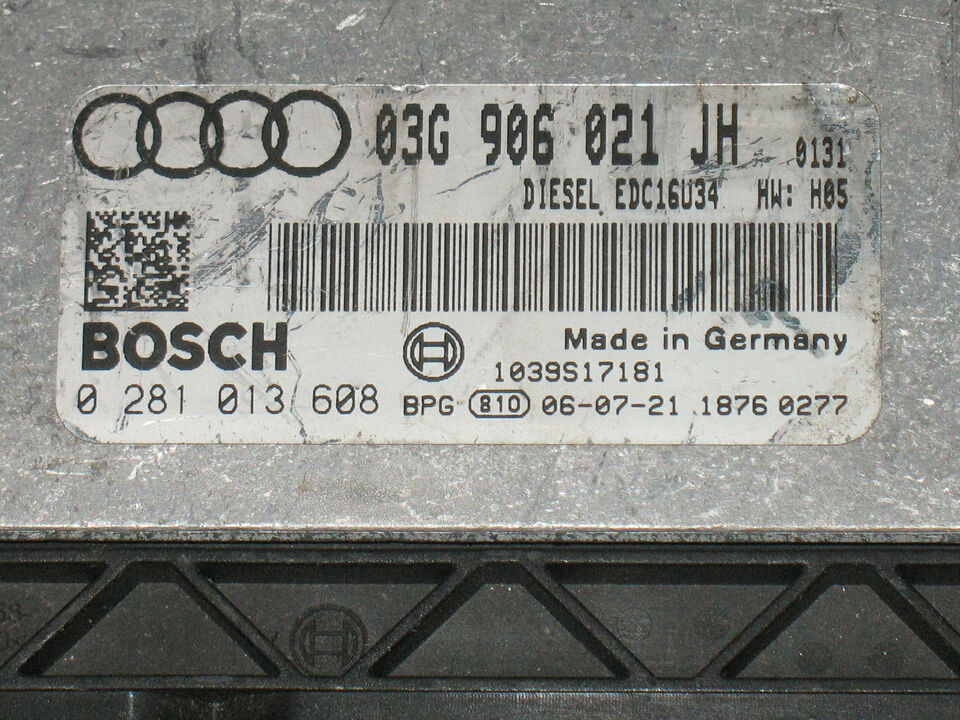 03G 906 021 JH 0131
DIESEL EDC16U34 HW: H05
BOSCH
Made in Germany
1039S17181
0 281 013 608 BPG 810 06-07-21 1876 0277